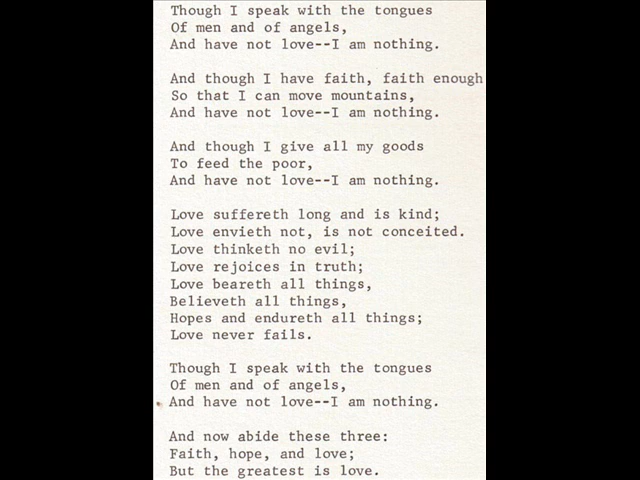 Though I speak with the tongues
Of men and of angels,
And have not love--I am nothing.
And though I have faith, faith enough
So that I can move mountains,
And have not love--I am nothing.
And though I give all my goods
To feed the poor,
And have not love--I am nothing.
Love suffereth long and is kind;
Love envieth not, is not conceited.
Love thinketh no evil;
Love rejoices in truth;
Love beareth all things,
Believeth all things,
Hopes and endureth all things;
Love never fails.
Though I speak with the tongues
Of men and of angels,
And have not love--I am nothing.
And now abide these three:
Faith, hope, and love;
But the greatest is love.